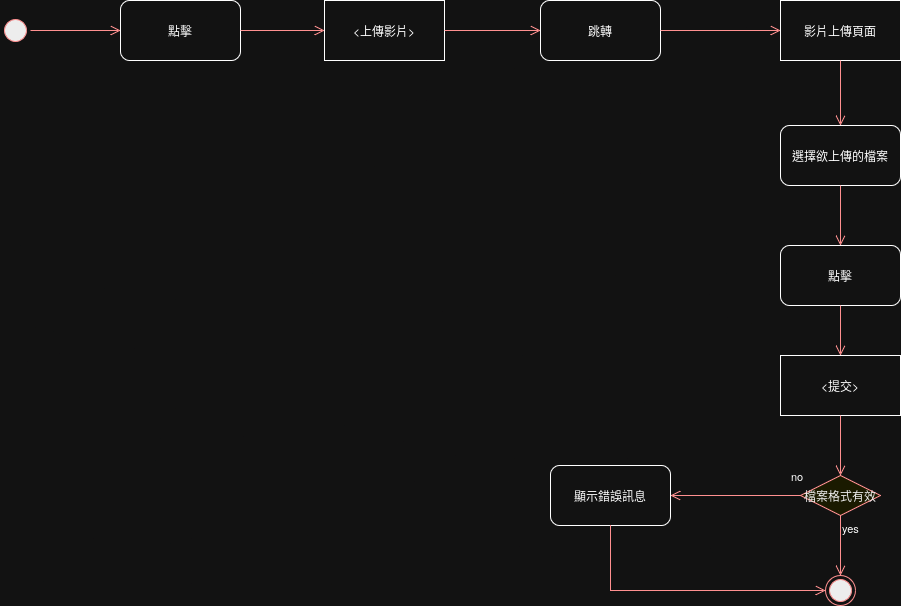 點擊
<上傳影片>
跳轉
影片上傳頁面
選擇欲上傳的檔案
點擊
<提交>
no
顯示錯誤訊息
檔案格式有效
yes